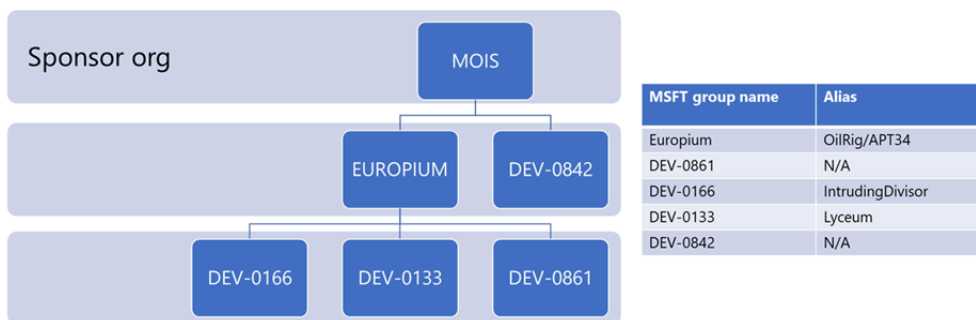 Sponsor org
MOIS
EUROPIUM
DEV-0842
DEV-0166
DEV-0133
DEV-0861
MSFT group name Alias
Europium OilRig/APT34
DEV-0861 N/A
DEV-0166 IntrudingDivisor
DEV-0133 Lyceum
DEV-0842 N/A